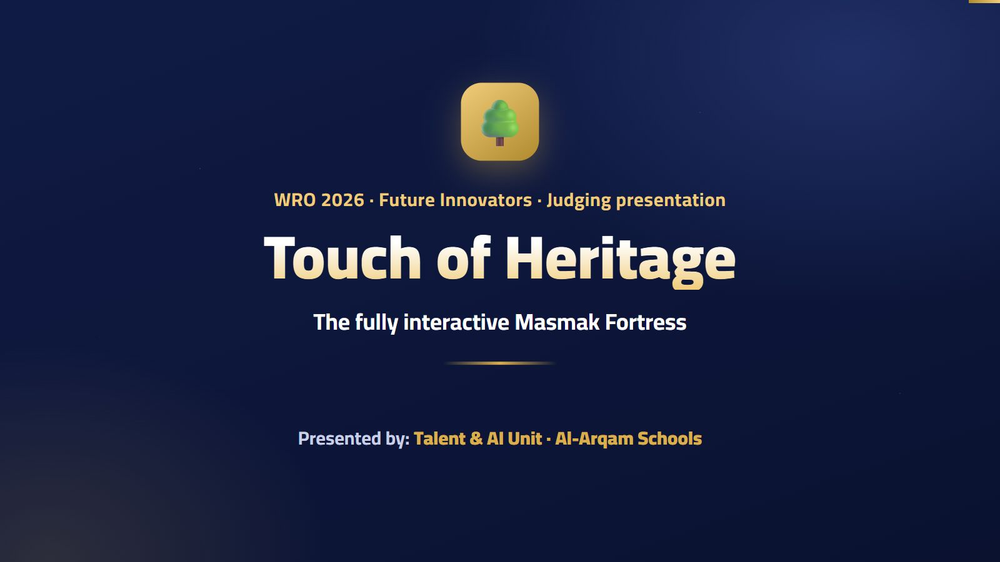 WRO 2026 · Future Innovators · Judging presentation
Touch of Heritage
The fully interactive Masmak Fortress
Presented by: Talent & AI Unit · Al-Arqam Schools